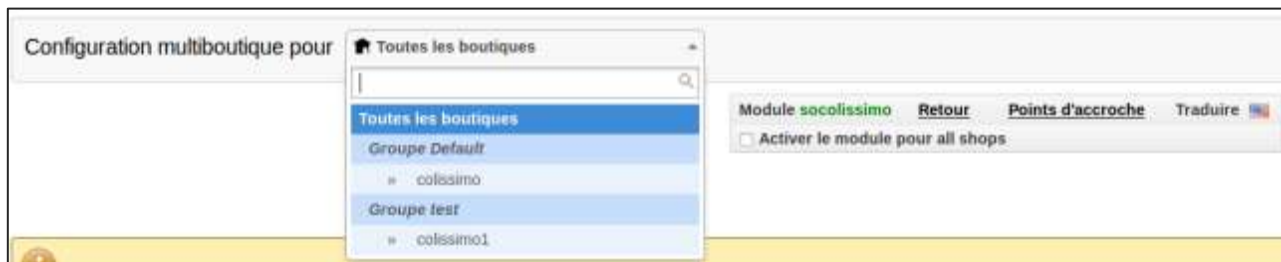 Configuration multiboutique pour
Toutes les boutiques
Toutes les boutiques
Groupe Default
» colissimo
Groupe test
» colissimo1
Module socolissimo Retour Points d'accroche Traduire
Activer le module pour all shops